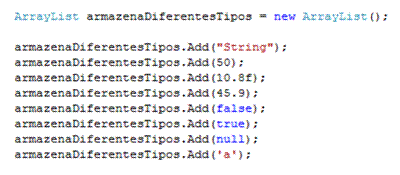 ArrayList armazenaDiferentesTipos = new ArrayList();
armazenaDiferentesTipos.Add("String");
armazenaDiferentesTipos.Add(50);
armazenaDiferentesTipos.Add(10.8f);
armazenaDiferentesTipos.Add(45.9);
armazenaDiferentesTipos.Add(false);
armazenaDiferentesTipos.Add(true);
armazenaDiferentesTipos.Add(null);
armazenaDiferentesTipos.Add('a');